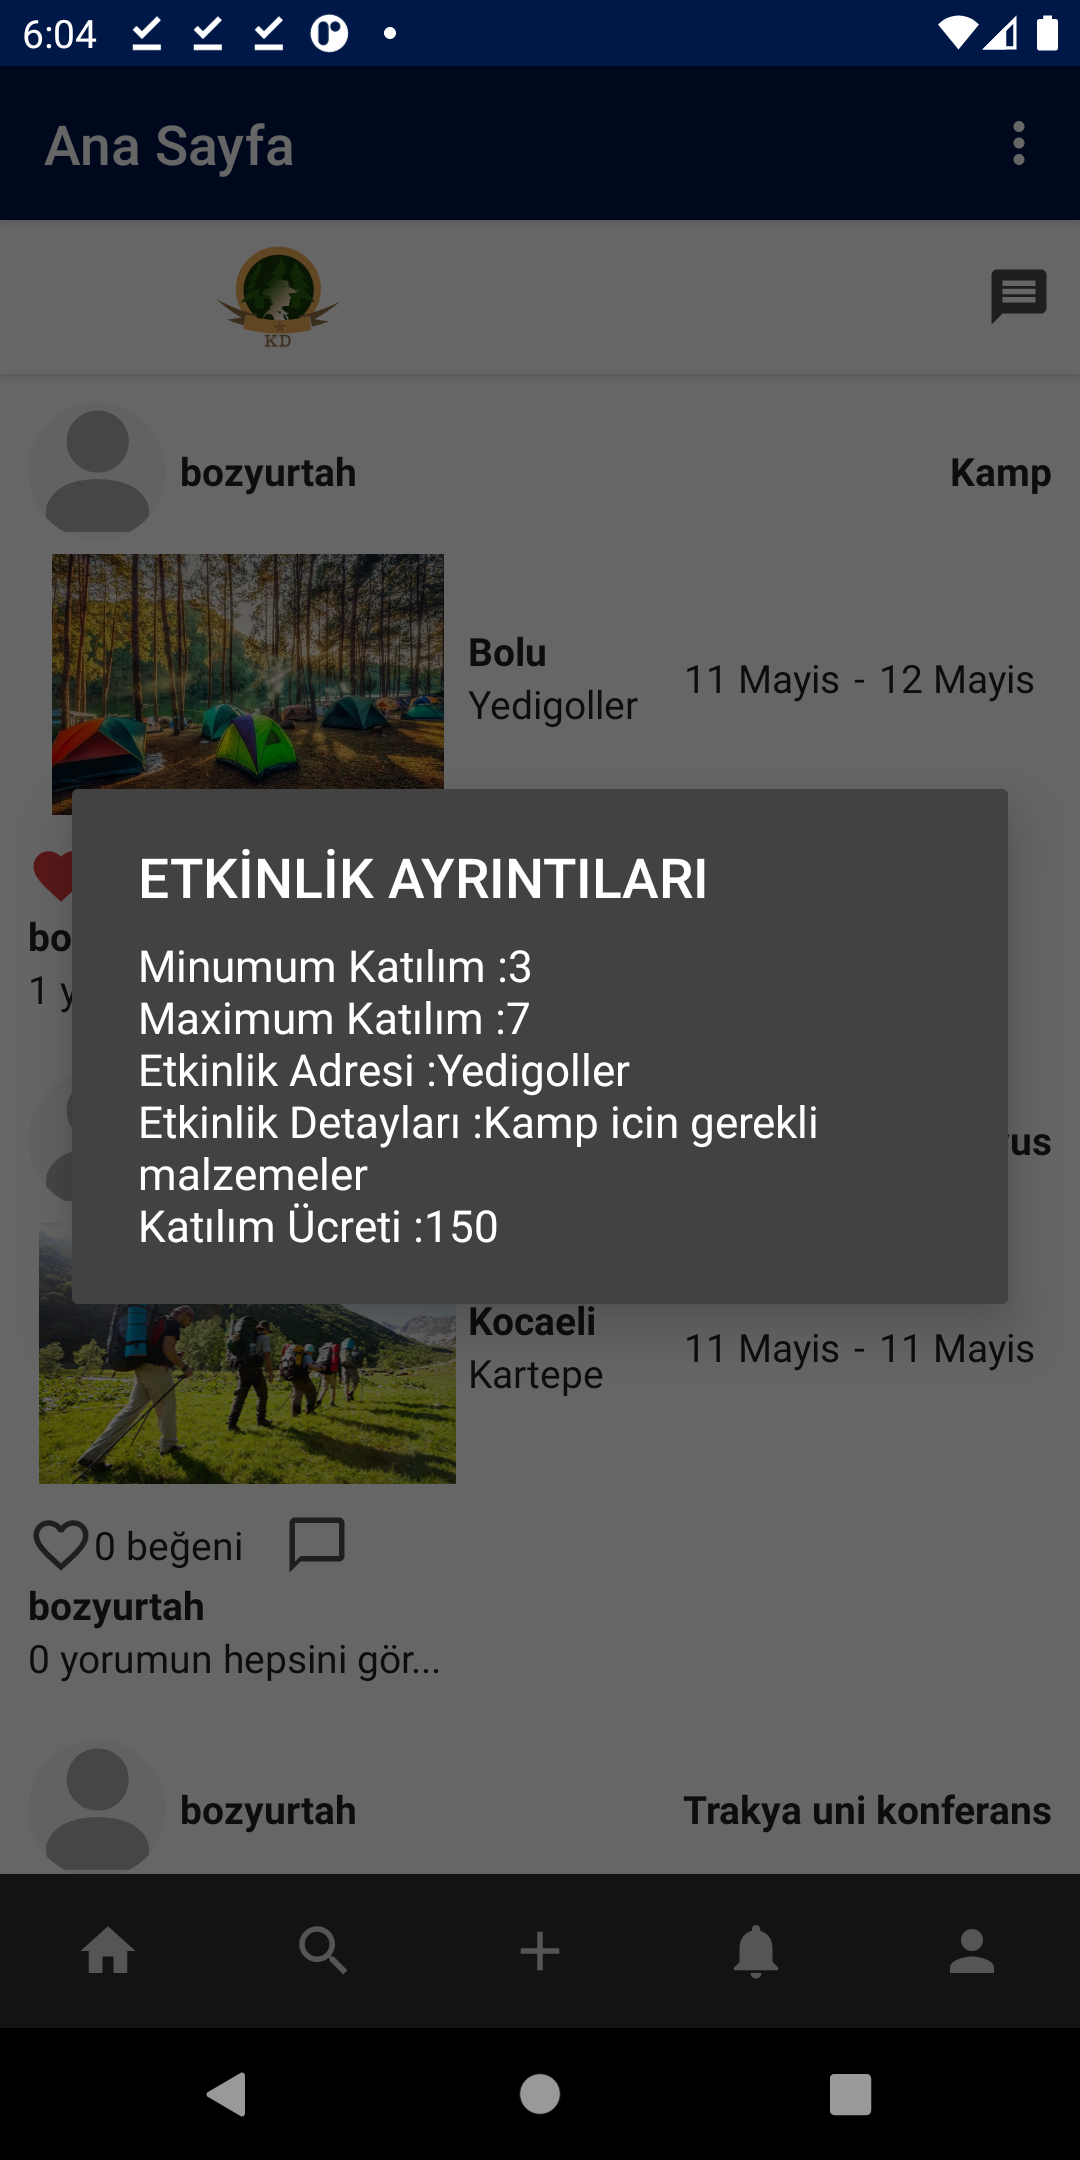 6:04
Ana Sayfa
KD
bozyurtah
Kamp
Bolu
Yedigoller
11 Mayis - 12 Mayis
ETKİNLİK AYRINTILARI
Minumum Katılım :3
Maximum Katılım :7
Etkinlik Adresi :Yedigoller
Etkinlik Detayları :Kamp icin gerekli
malzemeler
Katılım Ücreti :150
bo
1 y
us
Kocaeli
Kartepe
11 Mayis - 11 Mayis
0 beğeni
bozyurtah
0 yorumun hepsini gör...
bozyurtah
Trakya uni konferans